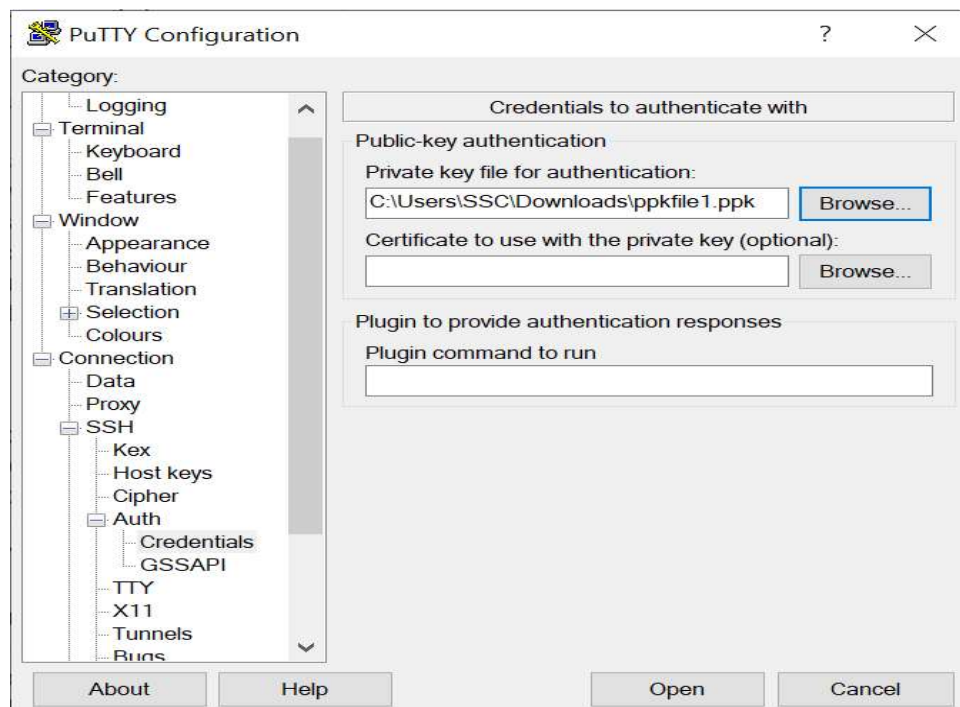 PuTTY Configuration
?
Category:
Logging
Terminal
Keyboard
Bell
Features
Window
Appearance
Behaviour
Translation
Selection
Colours
Connection
Data
Proxy
SSH
Kex
Host keys
Cipher
Auth
Credentials
GSSAPI
TTY
X11
Tunnels
Bugs
Credentials to authenticate with
Public-key authentication
Private key file for authentication:
C:\Users\SSC\Downloads\ppkfile1.ppk
Browse...
Certificate to use with the private key (optional):
Browse...
Plugin to provide authentication responses
Plugin command to run
About
Help
Open
Cancel